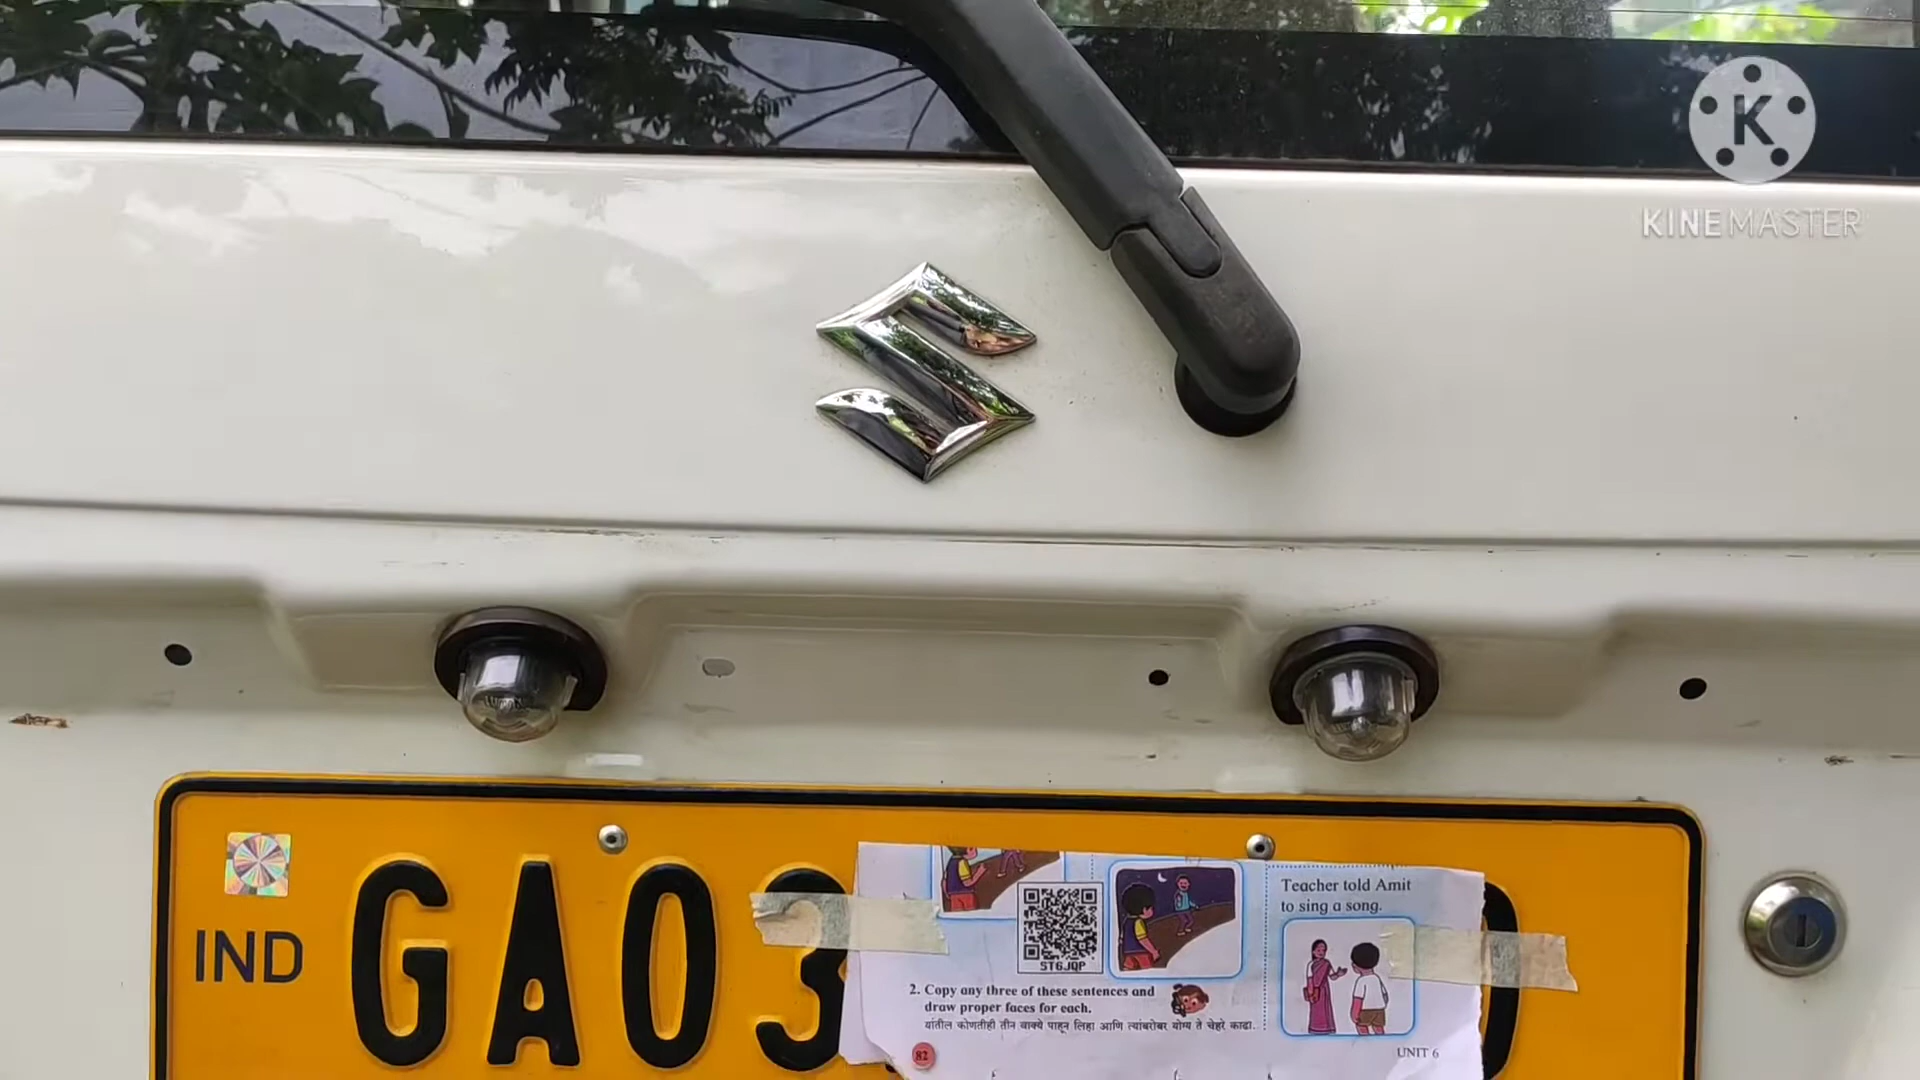 K
KINEMASTER
IND
GA03
Teacher told Amit
to sing a song.
ST6JQP
2. Copy any three of these sentences and
draw proper faces for each.
यांतील कोणतीही तीन वाक्ये पाहून लिहा आणि त्यांबरोबर योग्य ते चेहरे काढा.
82
UNIT 6